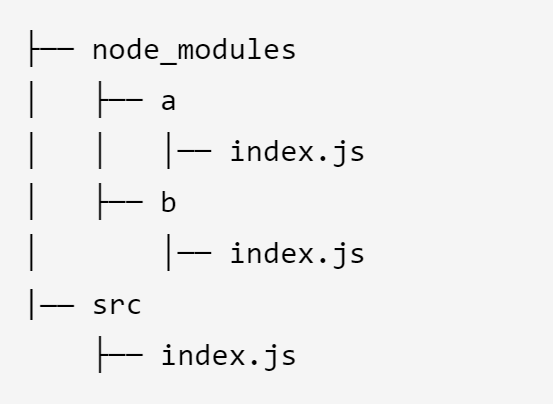 ├── node_modules
│   ├── a
│   │   │── index.js
│   ├── b
│       │── index.js
│── src
    ├── index.js